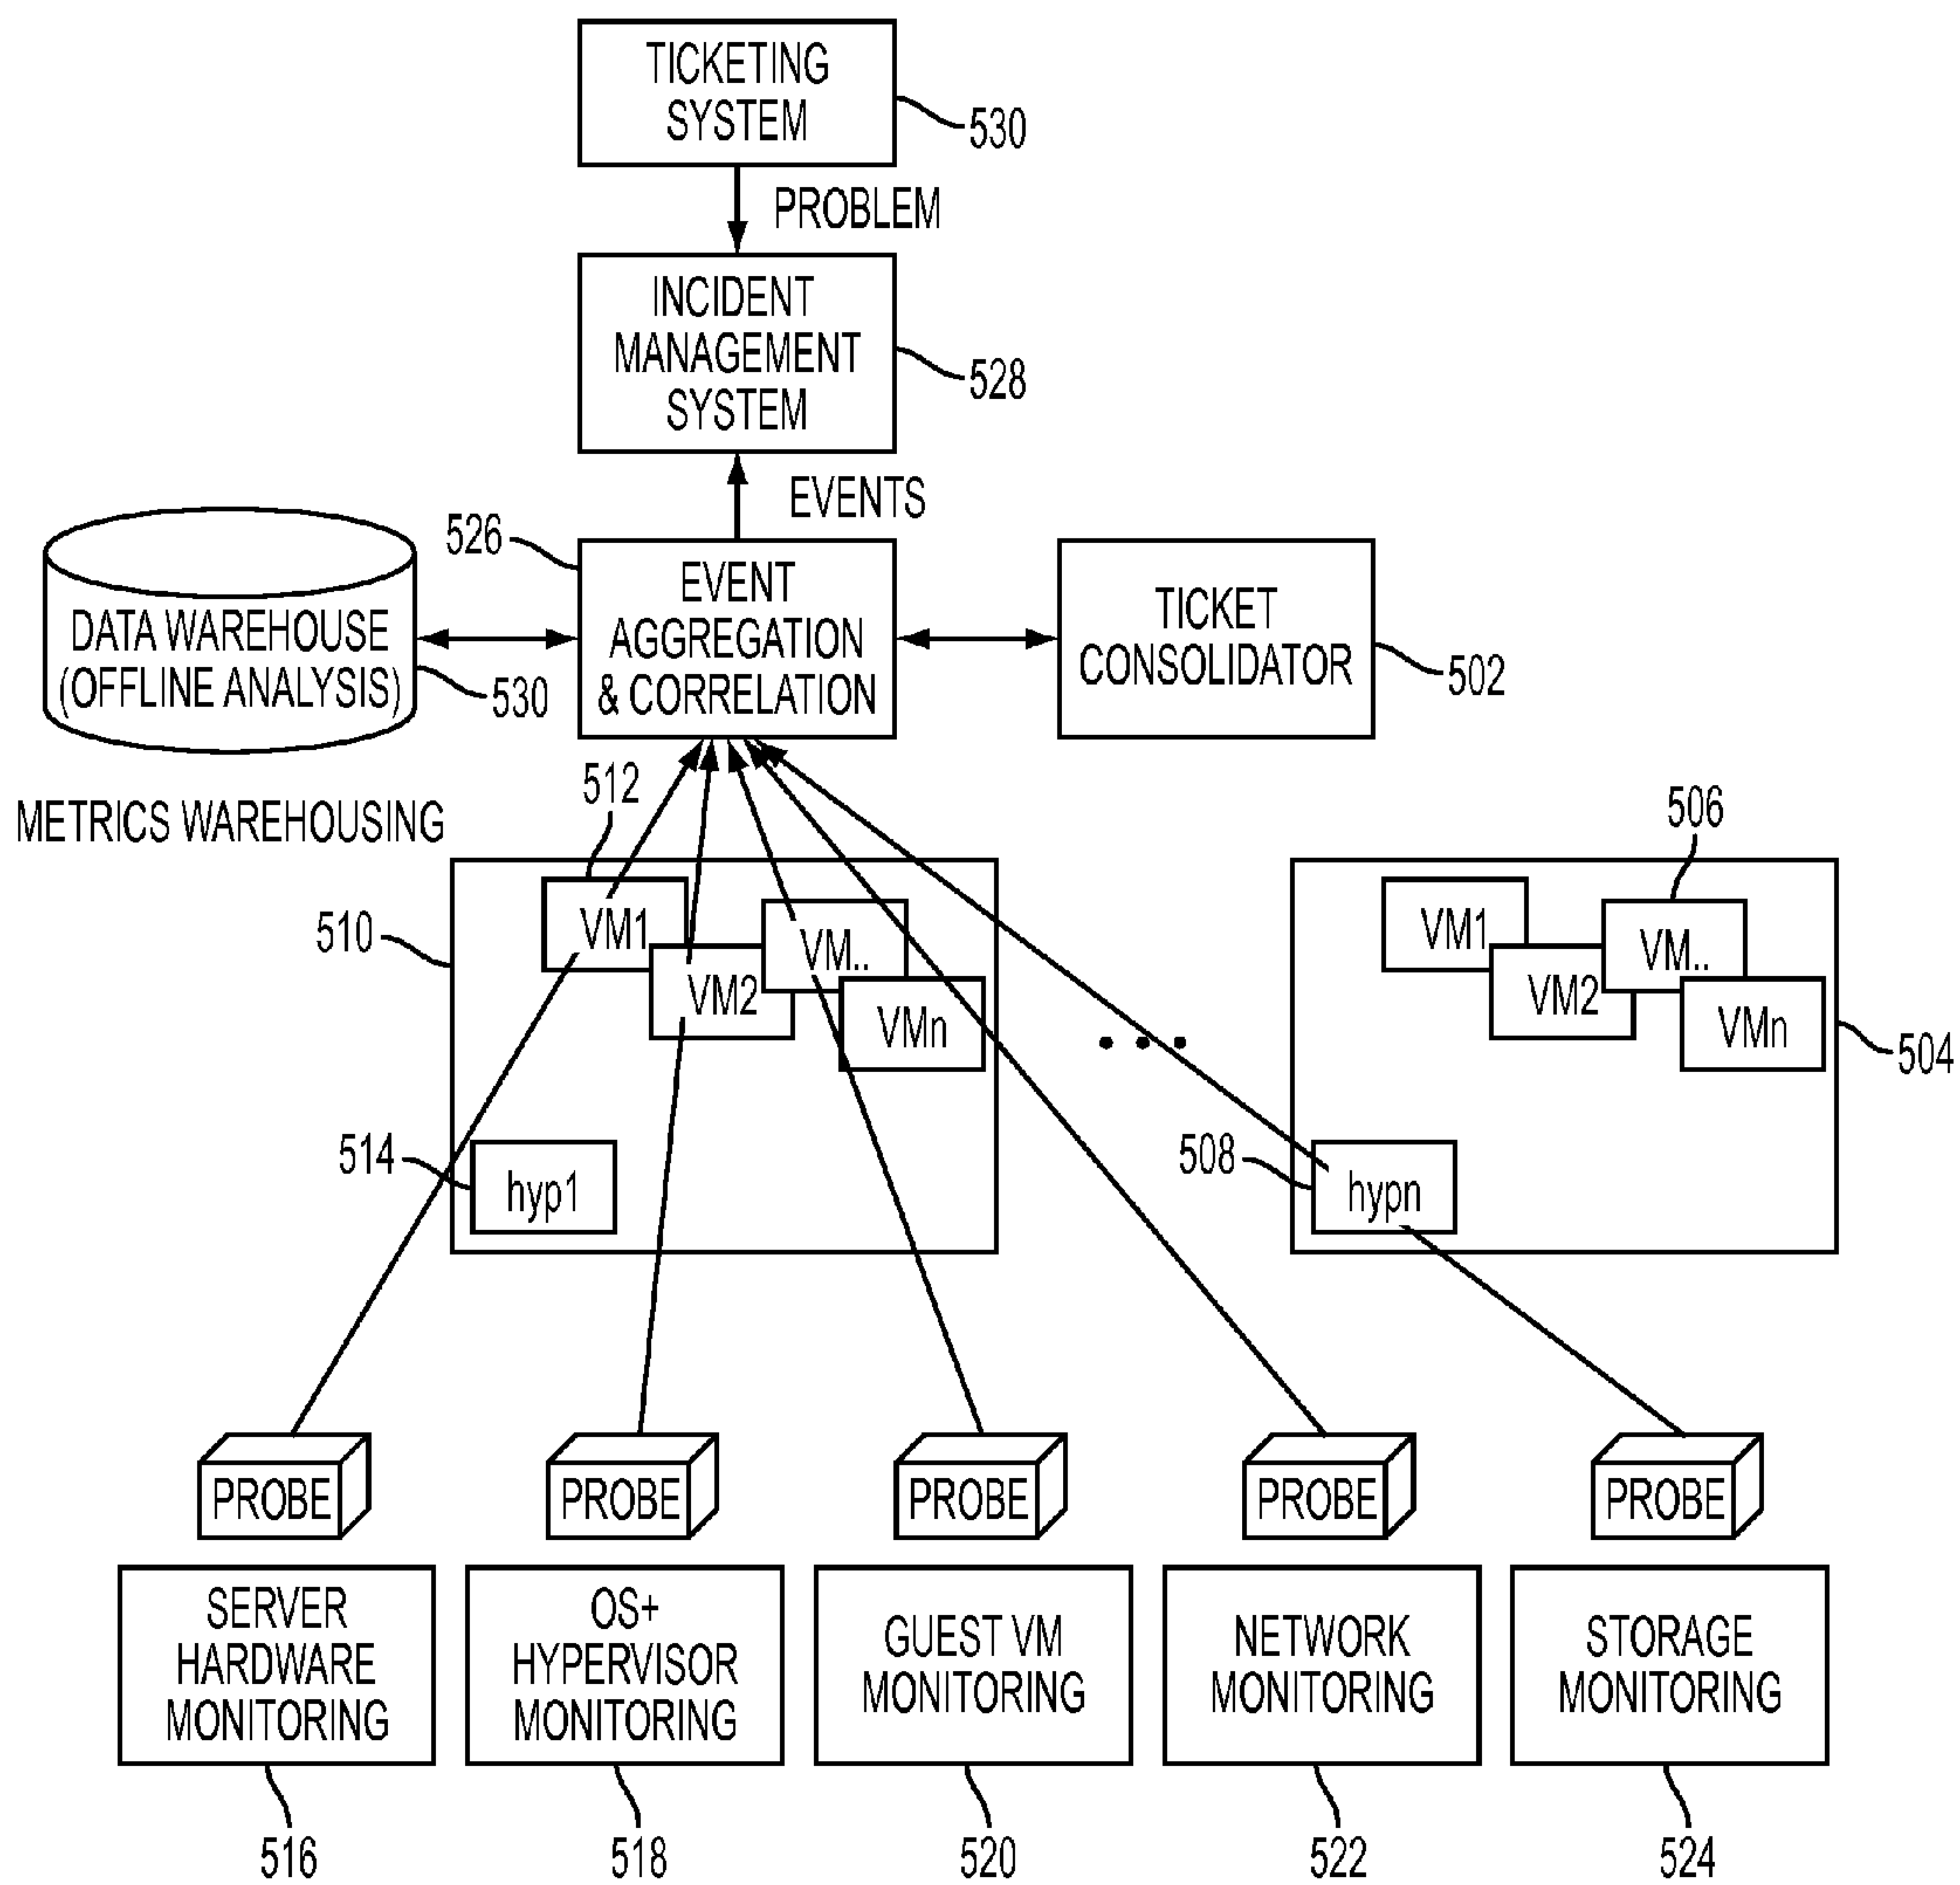 TICKETING
SYSTEM
530
PROBLEM
INCIDENT
MANAGEMENT
SYSTEM
528
EVENTS
526
EVENT
AGGREGATION
& CORRELATION
TICKET
CONSOLIDATOR
502
DATA WAREHOUSE
(OFFLINE ANALYSIS)
530
METRICS WAREHOUSING
512
510
VM1
VM2
VM..
VMn
514
hyp1
506
VM1
VM2
VM..
VMn
504
508
hypn
PROBE
PROBE
PROBE
PROBE
PROBE
SERVER
HARDWARE
MONITORING
OS+
HYPERVISOR
MONITORING
GUEST VM
MONITORING
NETWORK
MONITORING
STORAGE
MONITORING
516
518
520
522
524